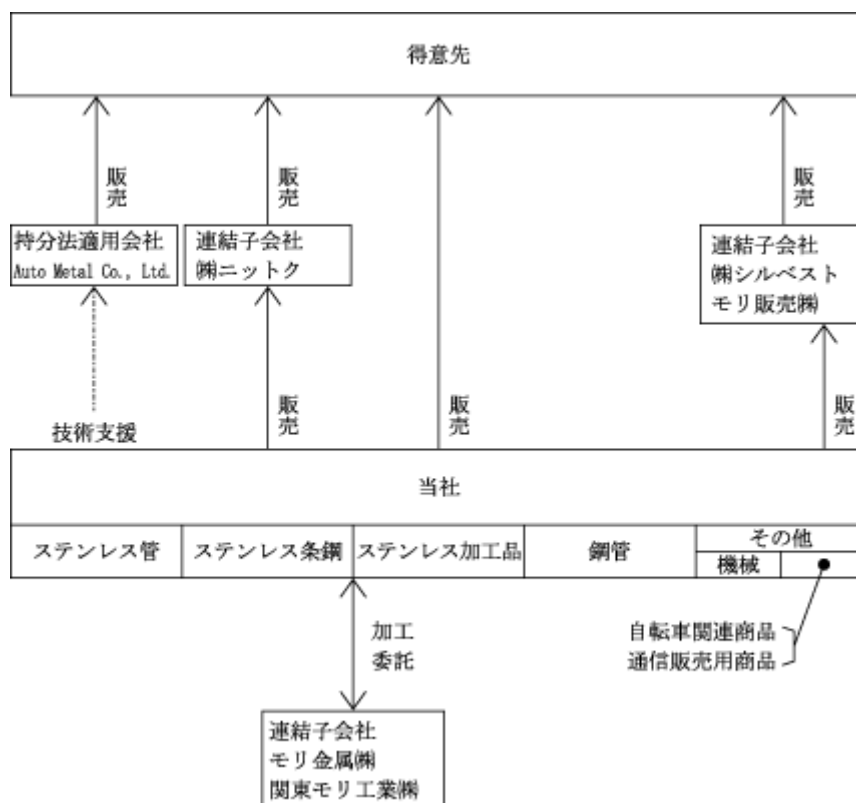 得意先
販売
販売
販売
持分法適用会社
Auto Metal Co., Ltd.
連結子会社
㈱ニットク
連結子会社
㈱シルベスト
モリ販売㈱
技術支援
販売
販売
販売
当社
ステンレス管
ステンレス条鋼
ステンレス加工品
鋼管
その他
機械
加工
委託
自転車関連商品
通信販売用商品
連結子会社
モリ金属㈱
関東モリ工業㈱